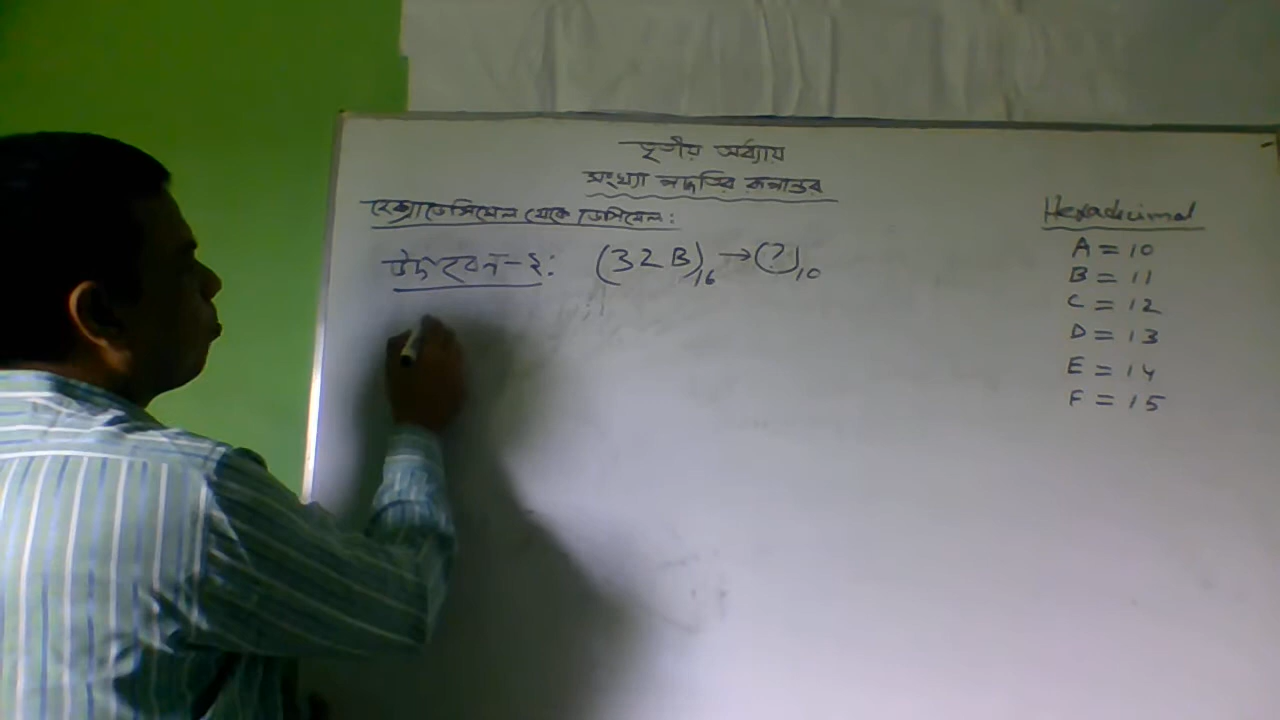 তৃতীয় অধ্যায়
সংখ্যা পদ্ধতির রূপান্তর
হেক্সাডেসিমেল থেকে ডেসিমেল:
উদাহরণ-২: (32B)₁₆ → (?)₁₀
Hexadecimal
A = 10
B = 11
C = 12
D = 13
E = 14
F = 15